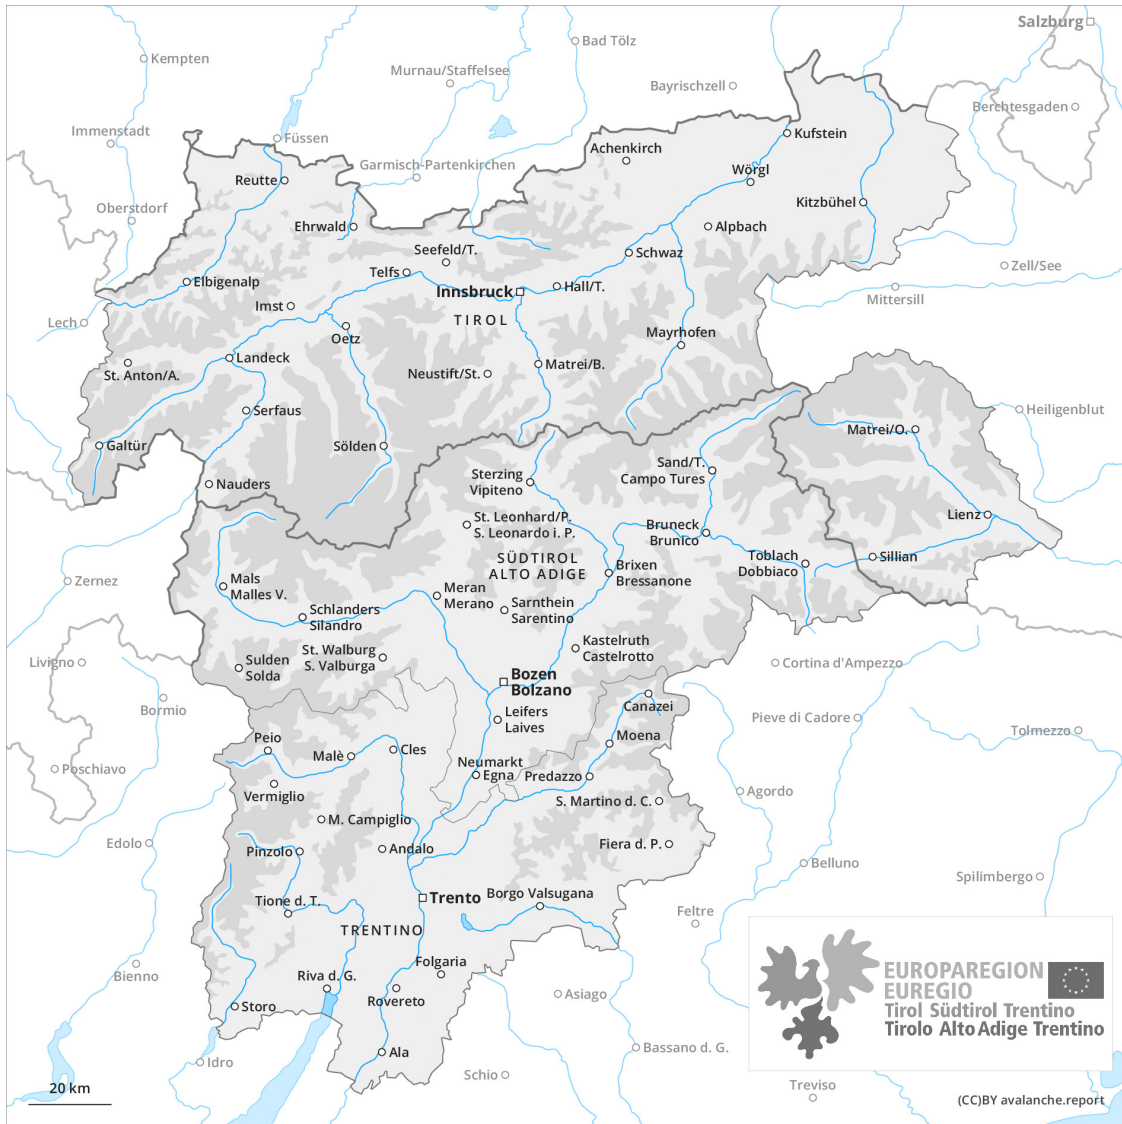 Salzburg
Bad Tölz
Kempten
Murnau/Staffelsee
Bayrischzell
Berchtesgaden
Immenstadt
Füssen
Kufstein
Achenkirch
Garmisch-Partenkirchen
Wörgl
Reutte
Kitzbühel
Oberstdorf
Ehrwald
Alpbach
Seefeld/T.
Schwaz
Zell/See
Telfs
Elbigenalp
Hall/T.
Innsbruck
Mittersill
Imst
TIROL
Lech
Mayrhofen
Oetz
Landeck
Matrei/B.
St. Anton/A.
Neustift/St.
Serfaus
Heiligenblut
Matrei/O.
Galtür
Sölden
Sand/T.
Campo Tures
Sterzing
Vipiteno
Nauders
Lienz
St. Leonhard/P.
S. Leonardo i. P.
Bruneck
Brunico
SÜDTIROL
ALTO ADIGE
Toblach
Dobbiaco
Sillian
Brixen
Bressanone
Zernez
Mals
Malles V.
Meran
Merano
Sarnthein
Sarentino
Schlanders
Silandro
Kastelruth
Castelrotto
St. Walburg
S. Valburga
Livigno
Sulden
Solda
Cortina d'Ampezzo
Bozen
Bolzano
Bormio
Canazei
Leifers
Laives
Pieve di Cadore
Tolmezzo
Moena
Peio
Malè
Cles
Neumarkt
Egna
Predazzo
Poschiavo
Vermiglio
Agordo
S. Martino d. C.
M. Campiglio
Edolo
Pinzolo
Andalo
Fiera d. P.
Belluno
Spilimbergo
Tione d. T.
Trento
Borgo Valsugana
Feltre
TRENTINO
Folgaria
Bienno
Riva d. G.
Rovereto
Asiago
Storo
EUROPAREGION
EUREGIO
Tirol Südtirol Trentino
Tirolo Alto Adige Trentino
Ala
Bassano d. G.
Idro
Schio
Treviso
20 km
(CC)BY avalanche.report